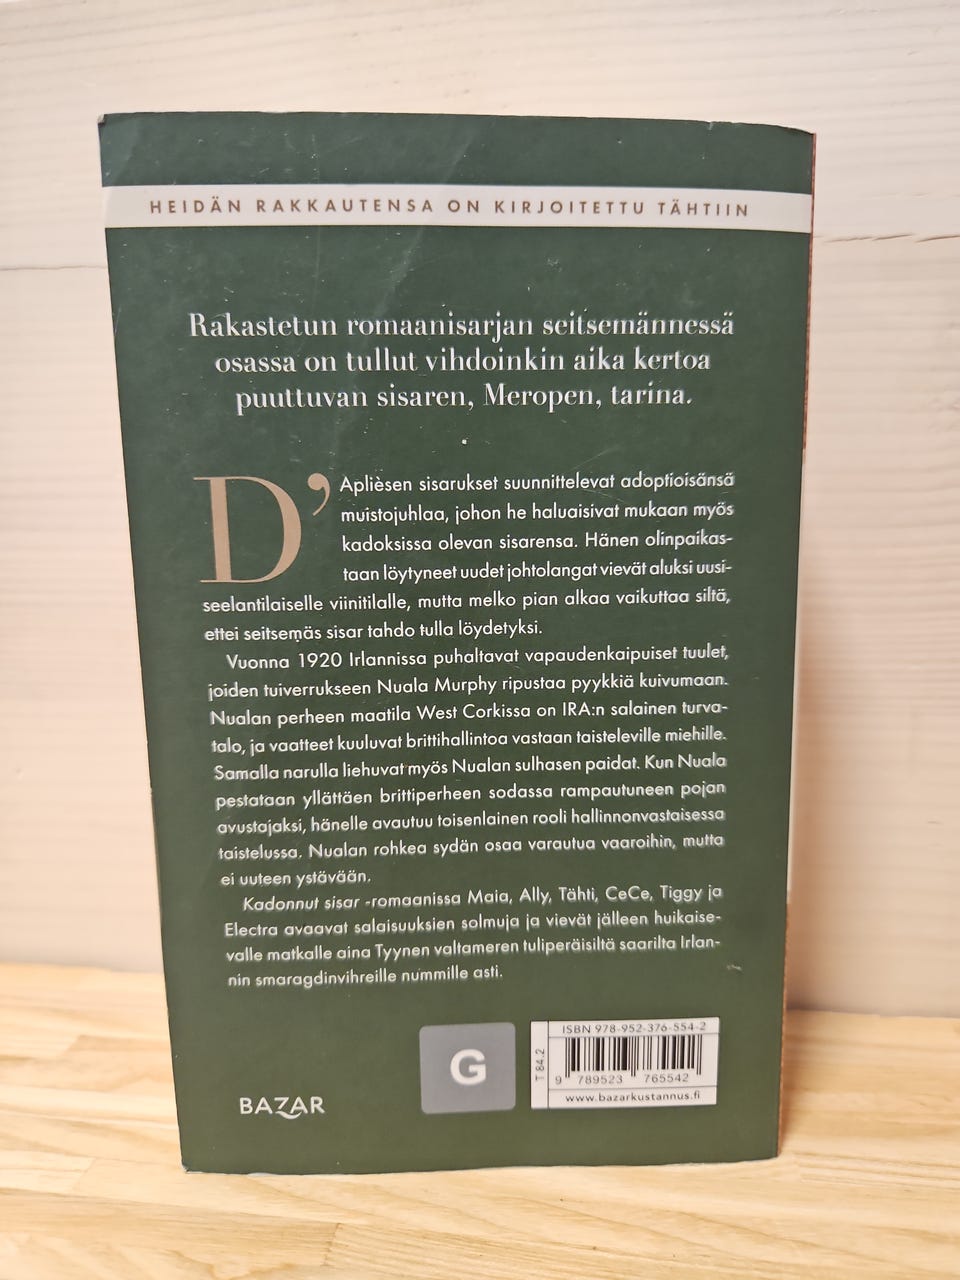 HEIDÄN RAKKAUTENSA ON KIRJOITETTU TÄHTIIN
Rakastetun romaanisarjan seitsemännessä
osassa on tullut vihdoinkin aika kertoa
puuttuvan sisaren, Meropen, tarina.
D'Aplièsen sisarukset suunnittelevat adoptioisänsä
muistojuhlaa, johon he haluaisivat mukaan myös
kadoksissa olevan sisarensa. Hänen olinpaikas-
taan löytyneet uudet johtolangat vievät aluksi uusi-
seelantilaiselle viinitilalle, mutta melko pian alkaa vaikuttaa siltä,
ettei seitsemäs sisar tahdo tulla löydetyksi.
Vuonna 1920 Irlannissa puhaltavat vapaudenkaipuiset tuulet,
joiden tuiverrukseen Nuala Murphy ripustaa pyykkiä kuivumaan.
Nualan perheen maatila West Corkissa on IRA:n salainen turva-
talo, ja vaatteet kuuluvat brittihallintoa vastaan taisteleville miehille.
Samalla narulla liehuvat myös Nualan sulhasen paidat. Kun Nuala
pestataan yllättäen brittiperheen sodassa rampautuneen pojan
avustajaksi, hänelle avautuu toisenlainen rooli hallinnonvastaisessa
taistelussa. Nualan rohkea sydän osaa varautua vaaroihin, mutta
ei uuteen ystävään.
Kadonnut sisar -romaanissa Maia, Ally, Tähti, CeCe, Tiggy ja
Electra avaavat salaisuuksien solmuja ja vievät jälleen huikaise-
valle matkalle aina Tyynen valtameren tuliperäisiltä saarilta Irlan-
nin smaragdinvihreille nummille asti.
BAZAR
G
T 84.2
ISBN 978-952-376-554-2
9 789523 765542
www.bazarkustannus.fi